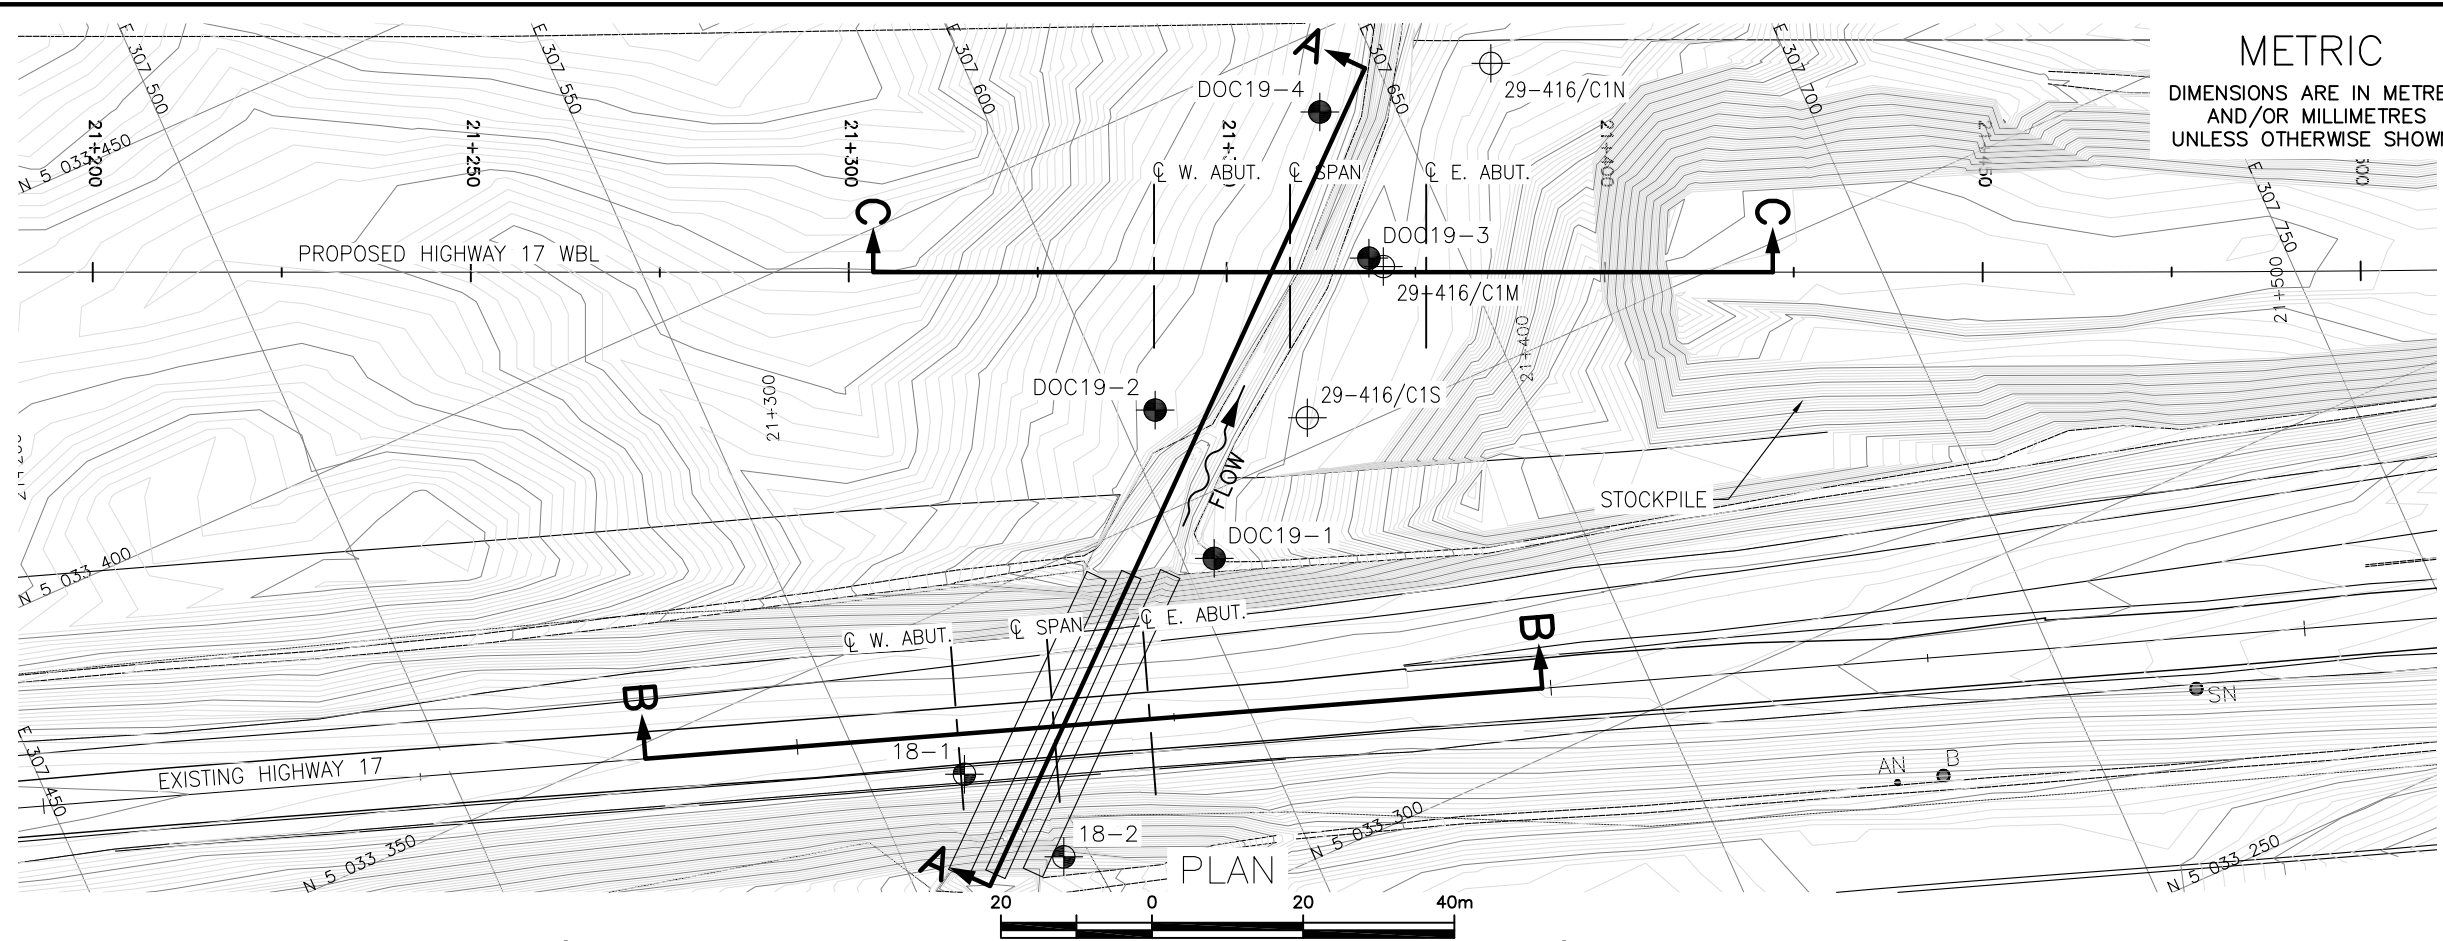 METRIC
DIMENSIONS ARE IN METRE
AND/OR MILLIMETRES
UNLESS OTHERWISE SHOW
E 307 500
E 307 550
E 307 600
E 307 650
E 307 700
E 307 750
N 5 033 450
21+200
21+250
21+300
21+400
21+450
A
DOC19-4
29-416/C1N
℄ W. ABUT.
℄ SPAN
℄ E. ABUT.
C
C
PROPOSED HIGHWAY 17 WBL
DOC19-3
29-416/C1M
21+500
21+400
21+300
DOC19-2
29-416/C1S
FLOW
STOCKPILE
DOC19-1
N 5 033 400
℄ W. ABUT.
℄ SPAN
℄ E. ABUT.
B
B
SN
18-1
EXISTING HIGHWAY 17
E 307 450
AN
B
18-2
A
N 5 033 350
N 5 033 300
N 5 033 250
PLAN
20 0 20 40m